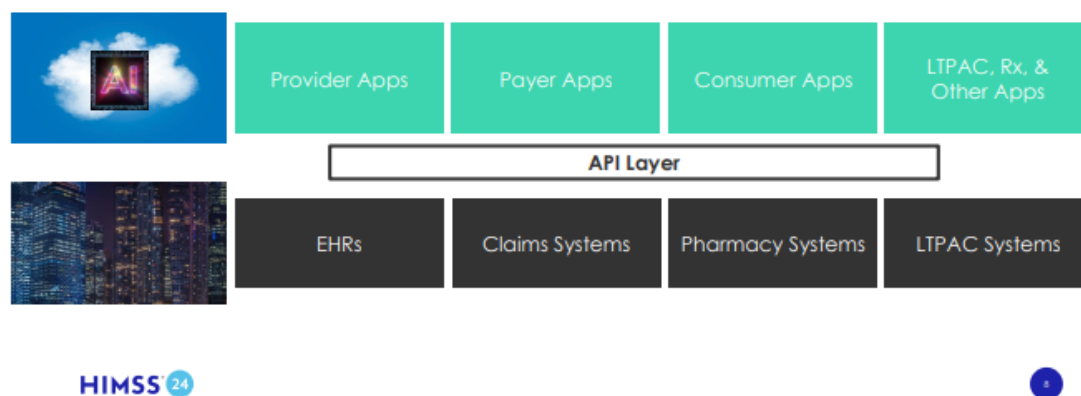 AI
Provider Apps
Payer Apps
Consumer Apps
LTPAC, Rx, &
Other Apps
API Layer
EHRs
Claims Systems
Pharmacy Systems
LTPAC Systems
HIMSS 24
8